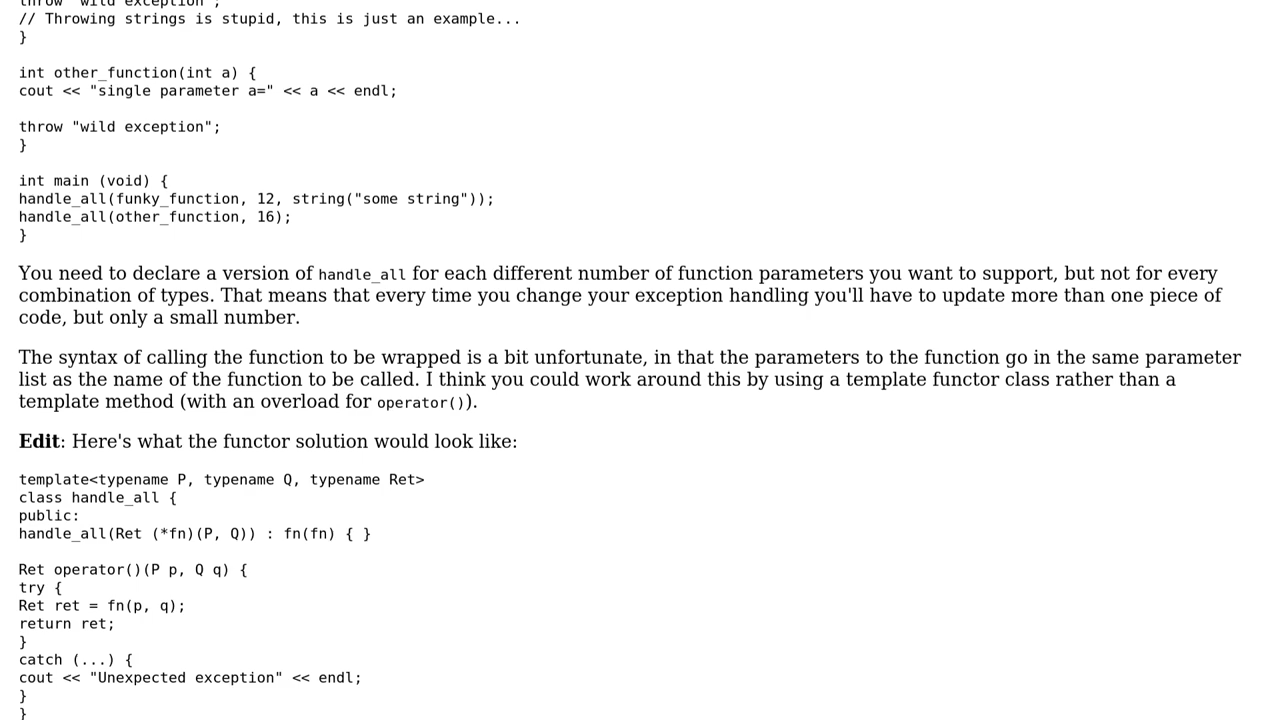 throw "wild exception";
// Throwing strings is stupid, this is just an example...
}
int other_function(int a) {
cout << "single parameter a=" << a << endl;
throw "wild exception";
}
int main (void) {
handle_all(funky_function, 12, string("some string"));
handle_all(other_function, 16);
}
You need to declare a version of handle_all for each different number of function parameters you want to support, but not for every
combination of types. That means that every time you change your exception handling you'll have to update more than one piece of
code, but only a small number.
The syntax of calling the function to be wrapped is a bit unfortunate, in that the parameters to the function go in the same parameter
list as the name of the function to be called. I think you could work around this by using a template functor class rather than a
template method (with an overload for operator()).
Edit: Here's what the functor solution would look like:
template<typename P, typename Q, typename Ret>
class handle_all {
public:
handle_all(Ret (*fn)(P, Q)) : fn(fn) { }
Ret operator()(P p, Q q) {
try {
Ret ret = fn(p, q);
return ret;
}
catch (...) {
cout << "Unexpected exception" << endl;
}
}